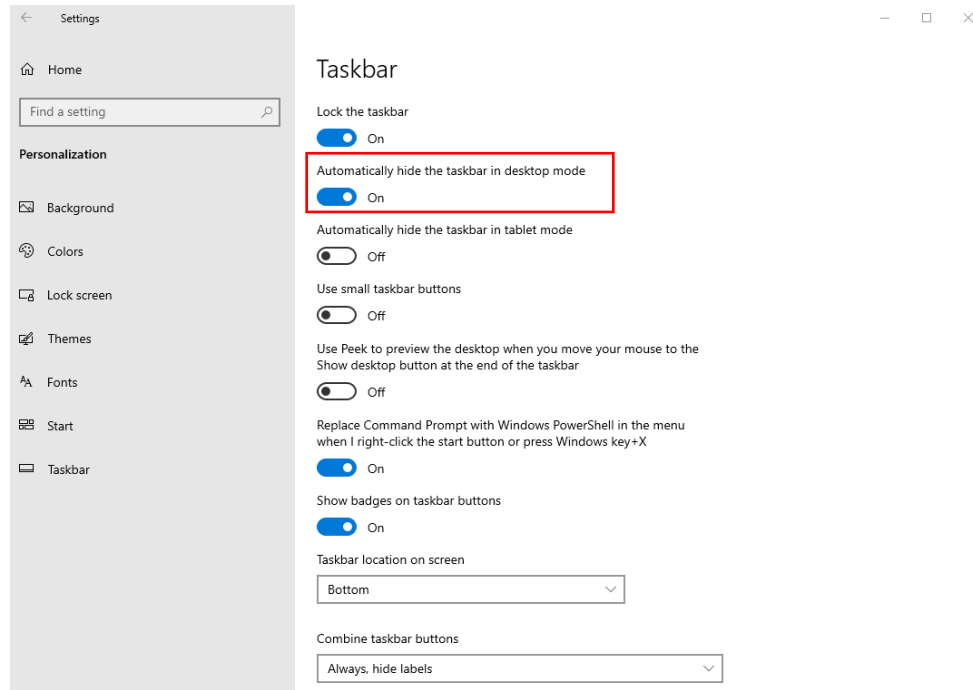 Settings
Home
Find a setting
Personalization
Background
Colors
Lock screen
Themes
Fonts
Start
Taskbar
Taskbar
Lock the taskbar
On
Automatically hide the taskbar in desktop mode
On
Automatically hide the taskbar in tablet mode
Off
Use small taskbar buttons
Off
Use Peek to preview the desktop when you move your mouse to the
Show desktop button at the end of the taskbar
Off
Replace Command Prompt with Windows PowerShell in the menu
when I right-click the start button or press Windows key+X
On
Show badges on taskbar buttons
On
Taskbar location on screen
Bottom
Combine taskbar buttons
Always, hide labels